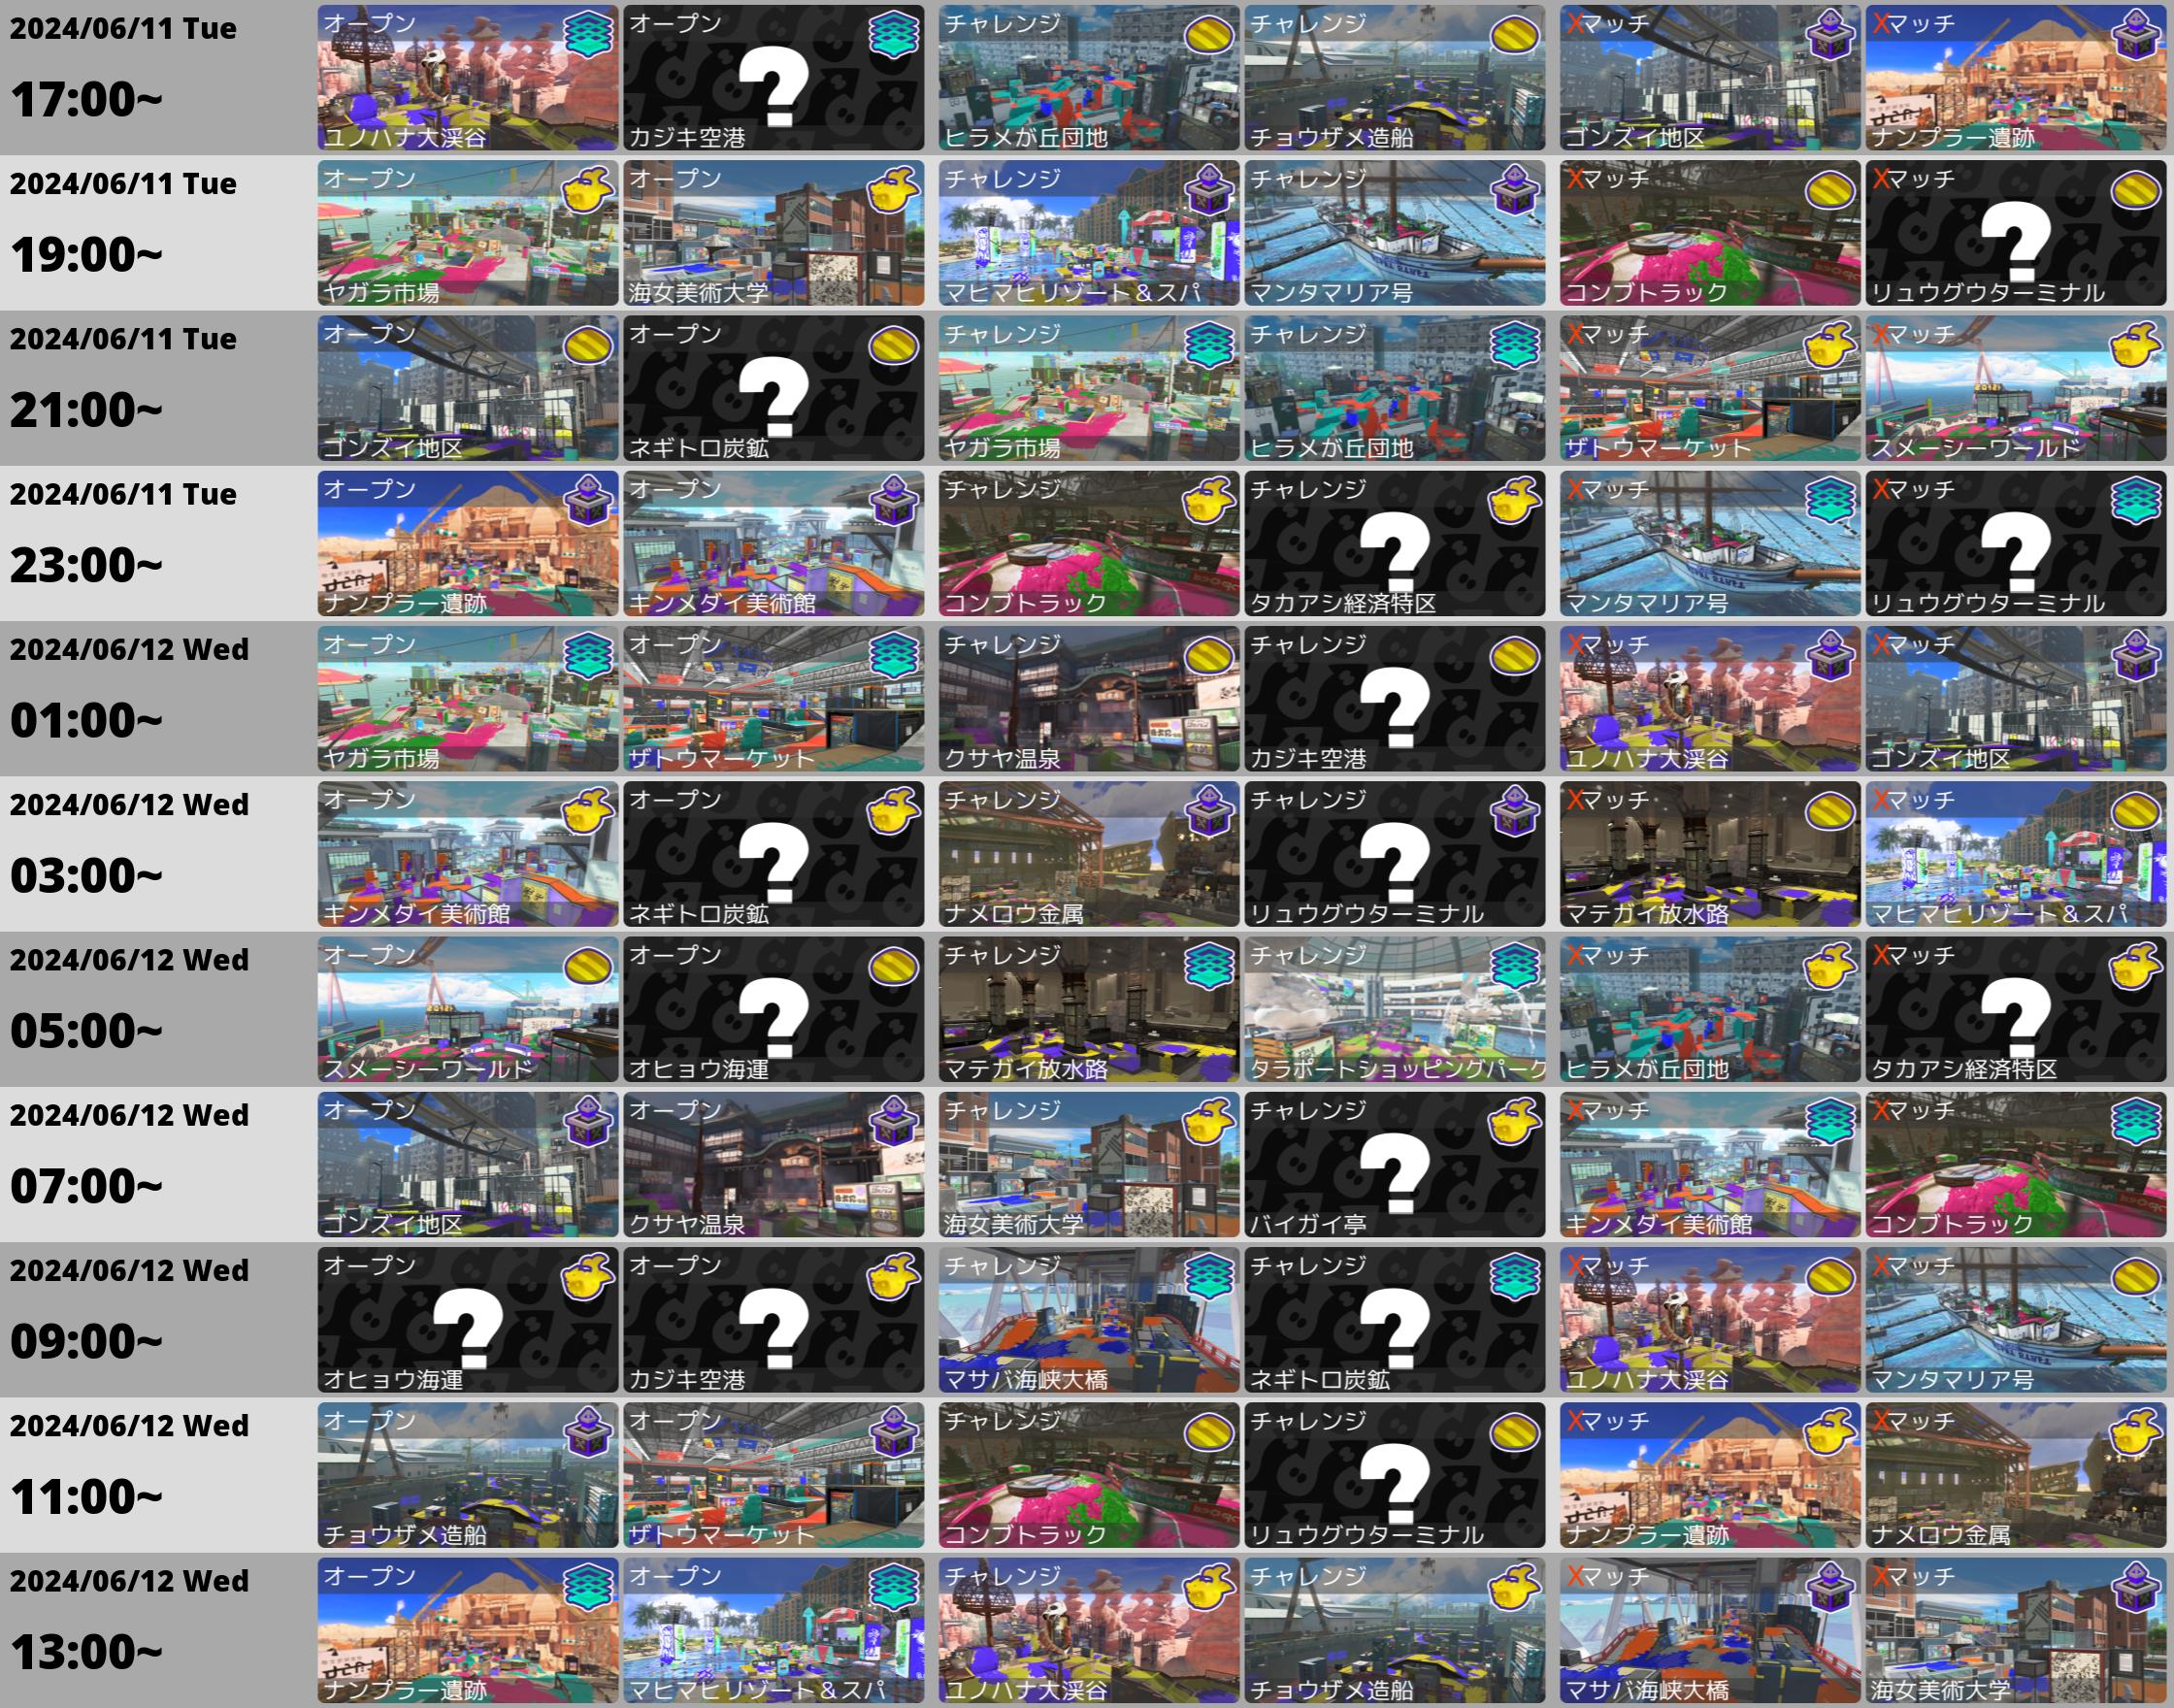 2024/06/11 Tue
17:00~
オープン
ユノハナ大渓谷
オープン
カジキ空港
チャレンジ
ヒラメが丘団地
チャレンジ
チョウザメ造船
Xマッチ
ゴンズイ地区
Xマッチ
ナンプラー遺跡
2024/06/11 Tue
19:00~
オープン
ヤガラ市場
オープン
海女美術大学
チャレンジ
マヒマヒリゾート＆スパ
チャレンジ
マンタマリア号
Xマッチ
コンブトラック
Xマッチ
リュウグウターミナル
2024/06/11 Tue
21:00~
オープン
ゴンズイ地区
オープン
ネギトロ炭鉱
チャレンジ
ヤガラ市場
チャレンジ
ヒラメが丘団地
Xマッチ
ザトウマーケット
Xマッチ
スメーシーワールド
2024/06/11 Tue
23:00~
オープン
ナンプラー遺跡
オープン
キンメダイ美術館
チャレンジ
コンブトラック
チャレンジ
タカアシ経済特区
Xマッチ
マンタマリア号
Xマッチ
リュウグウターミナル
2024/06/12 Wed
01:00~
オープン
ヤガラ市場
オープン
ザトウマーケット
チャレンジ
クサヤ温泉
チャレンジ
カジキ空港
Xマッチ
ユノハナ大渓谷
Xマッチ
ゴンズイ地区
2024/06/12 Wed
03:00~
オープン
キンメダイ美術館
オープン
ネギトロ炭鉱
チャレンジ
ナメロウ金属
チャレンジ
リュウグウターミナル
Xマッチ
マテガイ放水路
Xマッチ
マヒマヒリゾート＆スパ
2024/06/12 Wed
05:00~
オープン
スメーシーワールド
オープン
オヒョウ海運
チャレンジ
マテガイ放水路
チャレンジ
タラポートショッピングパーク
Xマッチ
ヒラメが丘団地
Xマッチ
タカアシ経済特区
2024/06/12 Wed
07:00~
オープン
ゴンズイ地区
オープン
クサヤ温泉
チャレンジ
海女美術大学
チャレンジ
バイガイ亭
Xマッチ
キンメダイ美術館
Xマッチ
コンブトラック
2024/06/12 Wed
09:00~
オープン
オヒョウ海運
オープン
カジキ空港
チャレンジ
マサバ海峡大橋
チャレンジ
ネギトロ炭鉱
Xマッチ
ユノハナ大渓谷
Xマッチ
マンタマリア号
2024/06/12 Wed
11:00~
オープン
チョウザメ造船
オープン
ザトウマーケット
チャレンジ
コンブトラック
チャレンジ
リュウグウターミナル
Xマッチ
ナンプラー遺跡
Xマッチ
ナメロウ金属
2024/06/12 Wed
13:00~
オープン
ナンプラー遺跡
オープン
マヒマヒリゾート＆スパ
チャレンジ
ユノハナ大渓谷
チャレンジ
チョウザメ造船
Xマッチ
マサバ海峡大橋
Xマッチ
海女美術大学